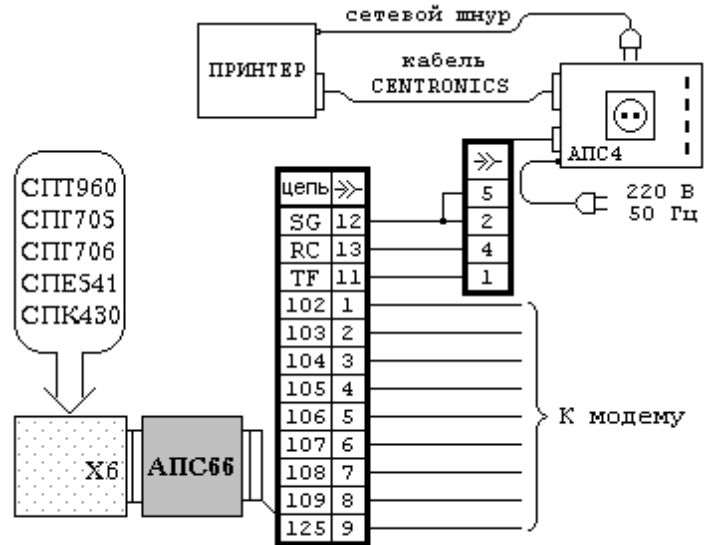 сетевой шнур
ПРИНТЕР
кабель
CENTRONICS
АПС4
220 В
50 Гц
СПТ960
СПГ705
СПГ706
СПЕ541
СПК430
Х6
АПС66
цепь
SG 12
RC 13
TF 11
102 1
103 2
104 3
105 4
106 5
107 6
108 7
109 8
125 9
5
2
4
1
К модему